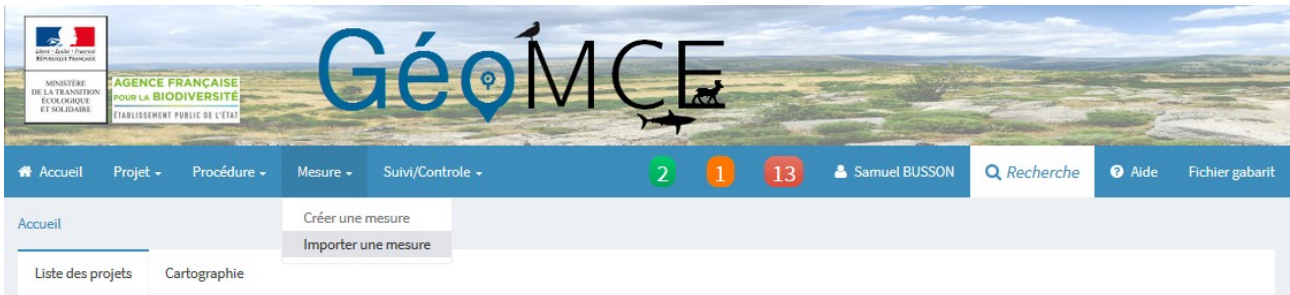 Liberté • Égalité • Fraternité
RÉPUBLIQUE FRANÇAISE
MINISTÈRE
DE LA TRANSITION
ÉCOLOGIQUE
ET SOLIDAIRE
AGENCE FRANÇAISE
POUR LA BIODIVERSITÉ
ÉTABLISSEMENT PUBLIC DE L'ÉTAT
GéoMCE
Accueil Projet Procédure Mesure Suivi/Controle 2 1 13 Samuel BUSSON Recherche Aide Fichier gabarit
Accueil
Créer une mesure
Importer une mesure
Liste des projets Cartographie